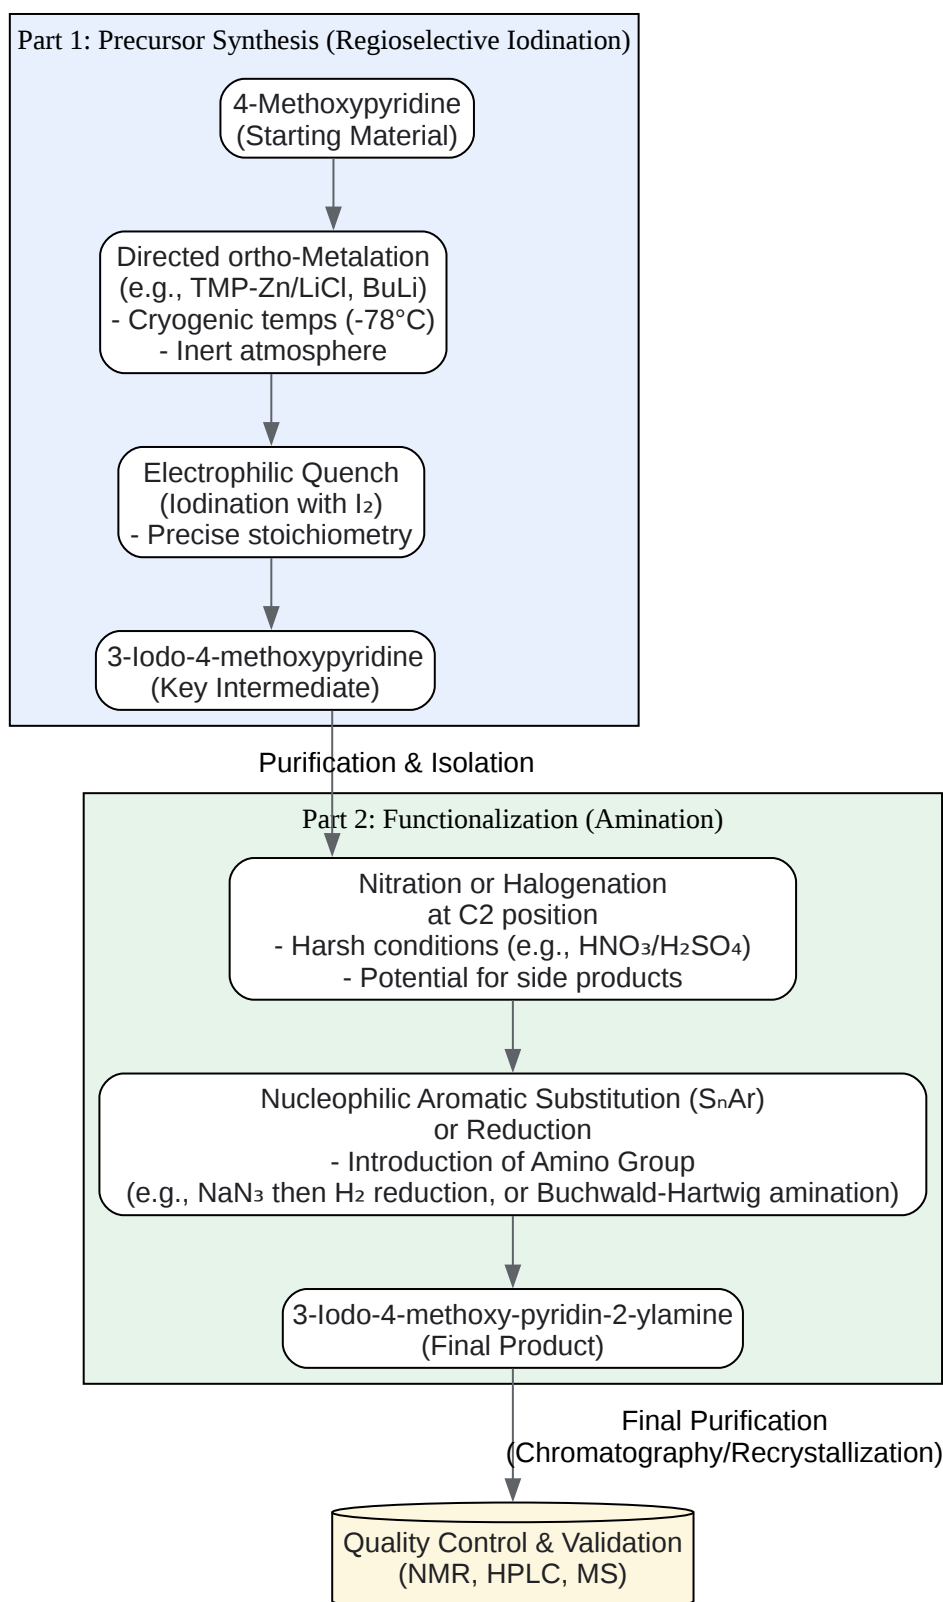 Part 1: Precursor Synthesis (Regioselective Iodination)
4-Methoxypyridine
(Starting Material)
Directed ortho-Metalation
(e.g., TMP-Zn/LiCl, BuLi)
- Cryogenic temps (-78°C)
- Inert atmosphere
Electrophilic Quench
(Iodination with I₂)
- Precise stoichiometry
3-Iodo-4-methoxypyridine
(Key Intermediate)
Purification & Isolation
Part 2: Functionalization (Amination)
Nitration or Halogenation
at C2 position
- Harsh conditions (e.g., HNO₃/H₂SO₄)
- Potential for side products
Nucleophilic Aromatic Substitution (SₙAr)
or Reduction
- Introduction of Amino Group
(e.g., NaN₃ then H₂ reduction, or Buchwald-Hartwig amination)
3-Iodo-4-methoxy-pyridin-2-ylamine
(Final Product)
Final Purification
(Chromatography/Recrystallization)
Quality Control & Validation
(NMR, HPLC, MS)